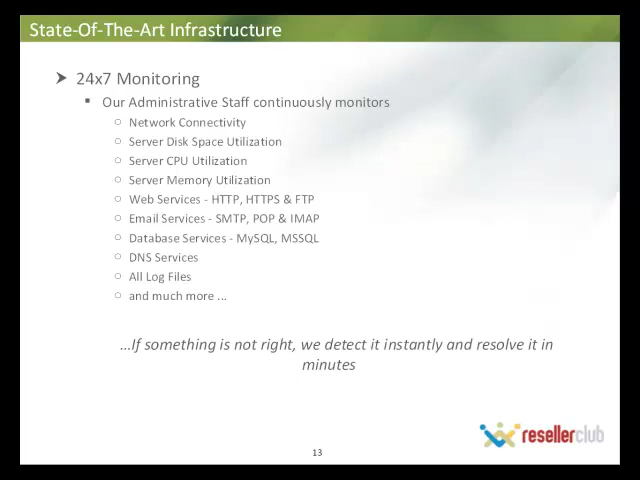 State-Of-The-Art Infrastructure
24x7 Monitoring
Our Administrative Staff continuously monitors
Network Connectivity
Server Disk Space Utilization
Server CPU Utilization
Server Memory Utilization
Web Services - HTTP, HTTPS & FTP
Email Services - SMTP, POP & IMAP
Database Services - MySQL, MSSQL
DNS Services
All Log Files
and much more ...
...If something is not right, we detect it instantly and resolve it in
minutes
resellerclub
13